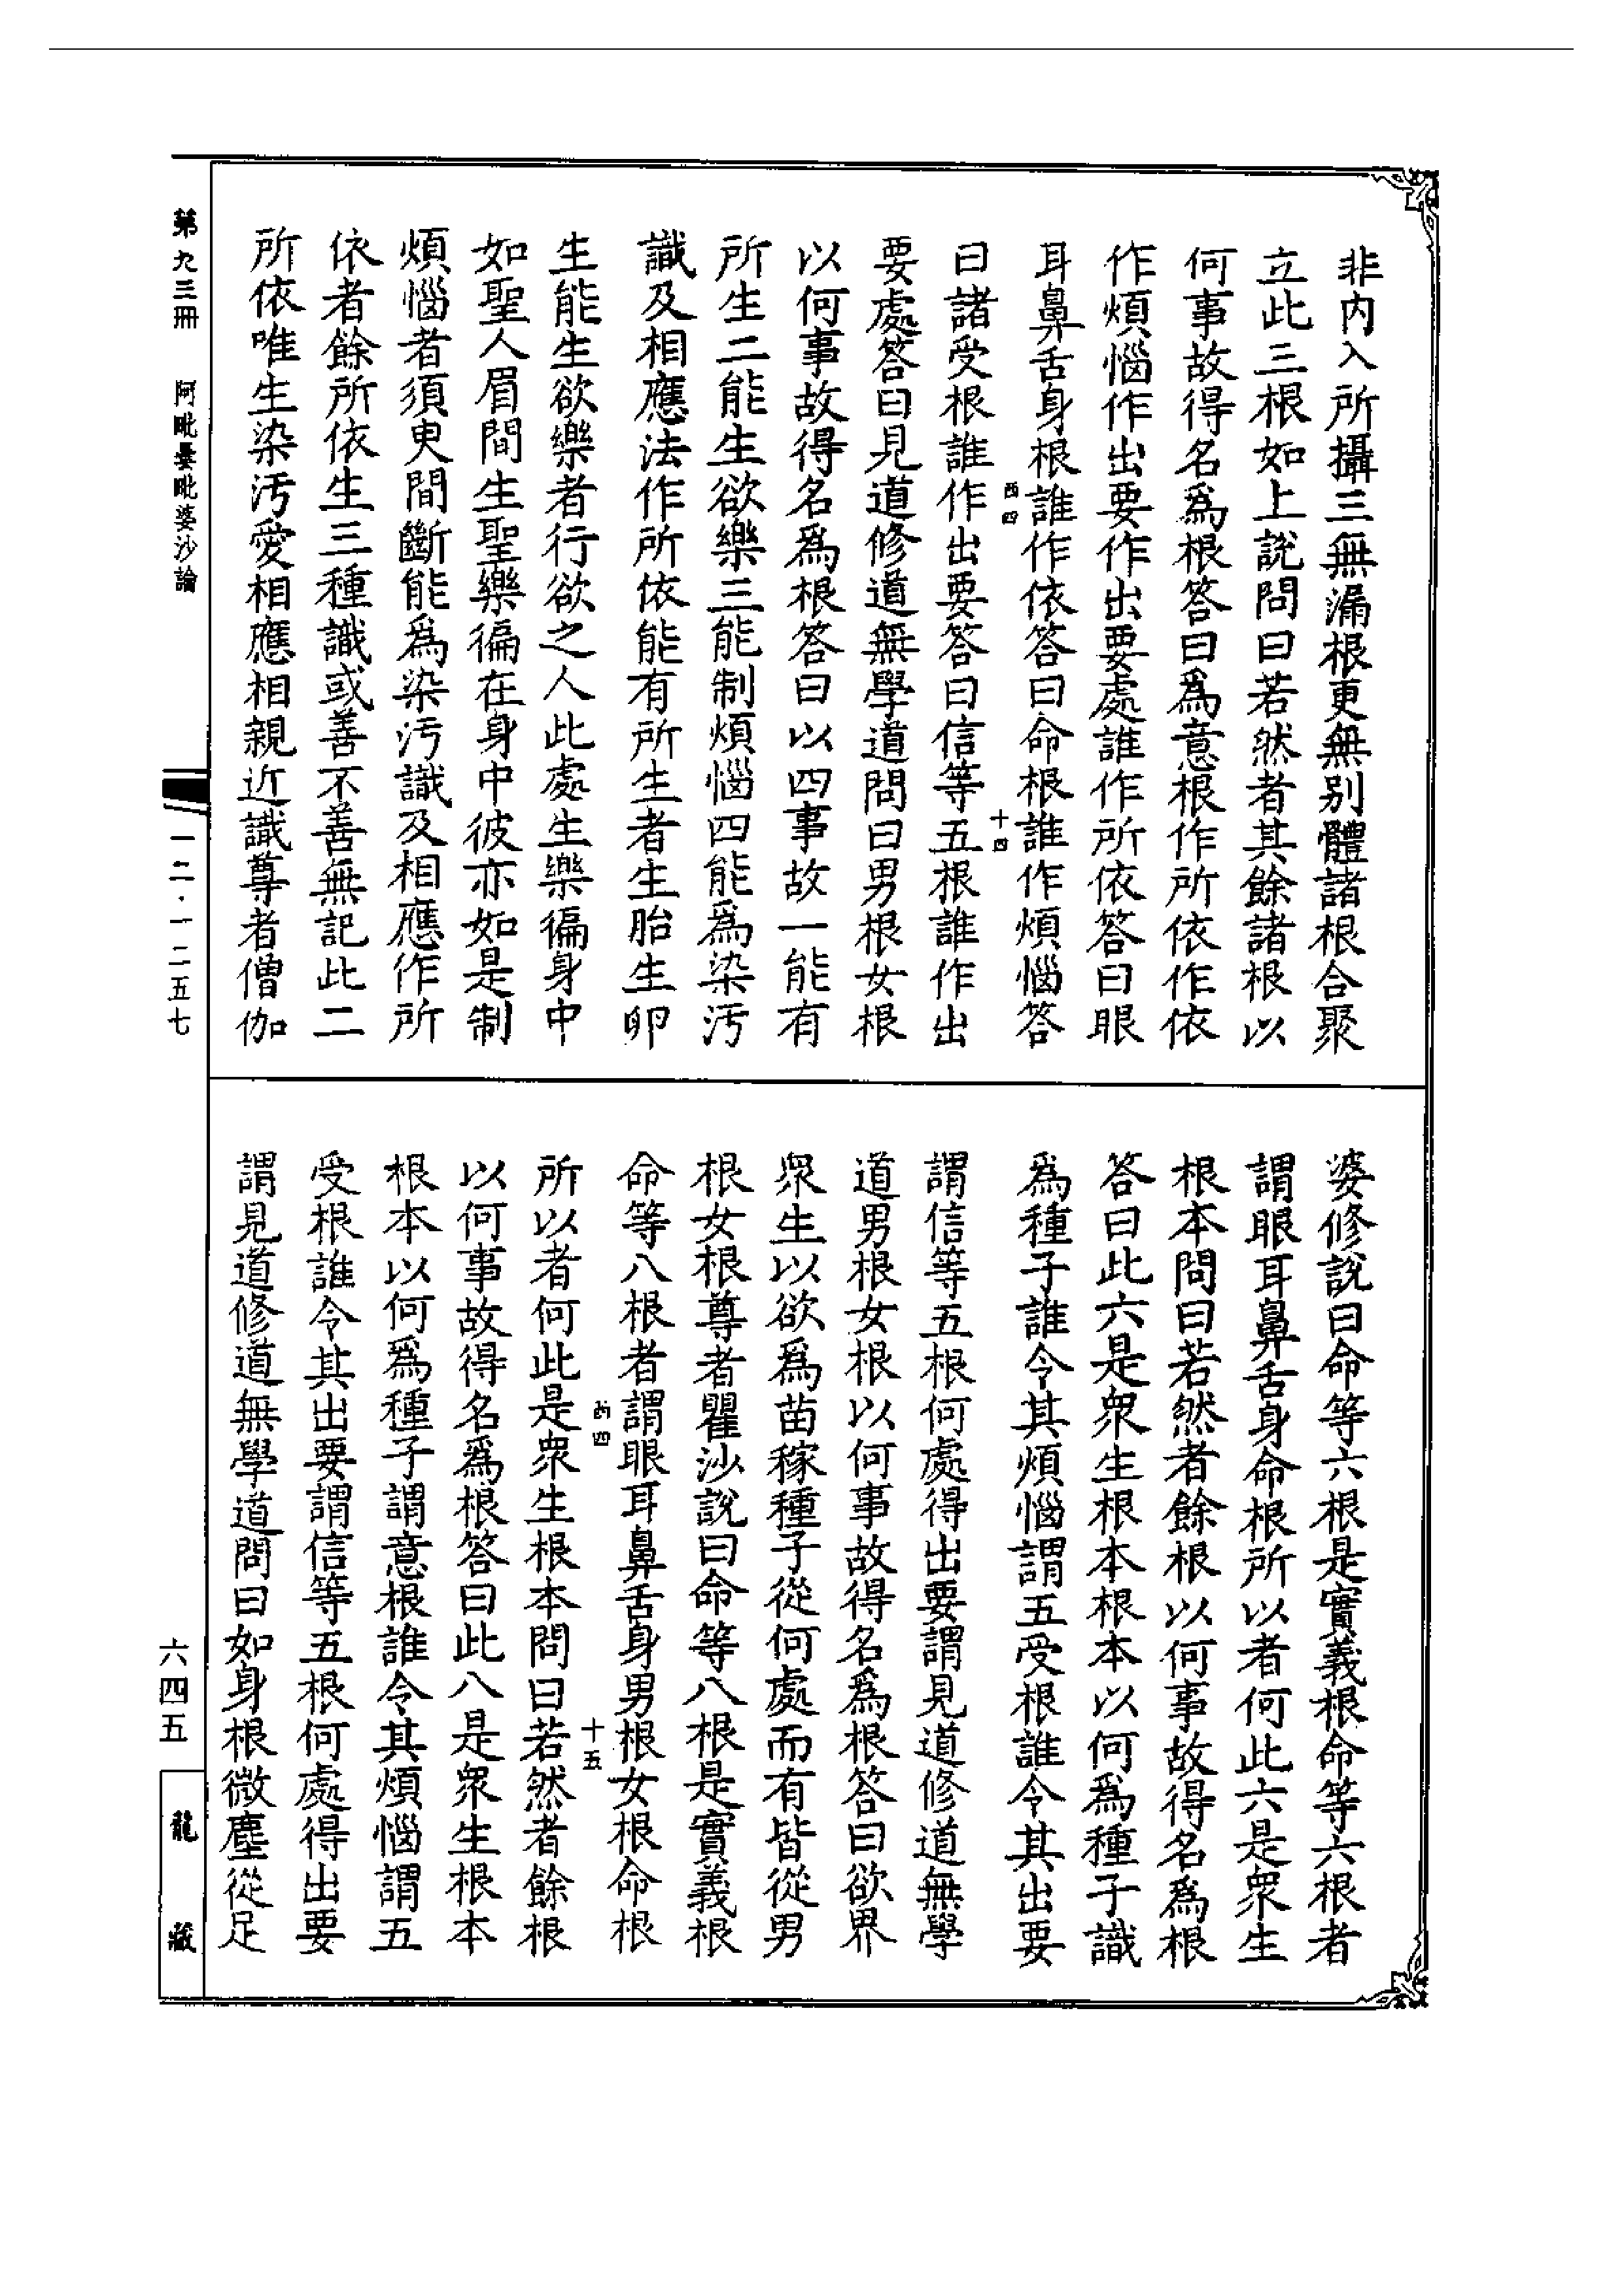 非內入所攝三無漏根更無别體諸根合聚
立此三根如上說問曰若然者其餘諸根以
何事故得名爲根答曰爲意根作所依作依
作煩惱作出要作出要處誰作所依答曰眼
耳鼻舌身根誰作依答曰命根誰作煩惱答
西四
十四
曰諸受根誰作出要答曰信等五根誰作出
要處答曰見道修道無學道問曰男根女根
以何事故得名爲根答曰以四事故一能有
所生二能生欲樂三能制煩惱四能爲染汚
識及相應法作所依能有所生者生胎生卵
生能生欲樂者行欲之人此處生樂徧身中
如聖人眉間生聖樂徧在身中彼亦如是制
煩惱者須臾間斷能爲染汚識及相應作所
依者餘所依生三種識或善不善無記此二
所依唯生染汚愛相應相親近識尊者僧伽
婆修說曰命等六根是實義根命等六根者
謂眼耳鼻舌身命根所以者何此六是眾生
根本問曰若然者餘根以何事故得名爲根
答曰此六是眾生根本根本以何爲種子識
爲種子誰令其煩惱謂五受根誰令其出要
謂信等五根何處得出要謂見道修道無學
道男根女根以何事故得名爲根答曰欲界
眾生以欲爲苗稼種子從何處而有皆從男
根女根尊者瞿沙說曰命等八根是實義根
命等八根者謂眼耳鼻舌身男根女根命根
西四
十五
所以者何此是眾生根本問曰若然者餘根
以何事故得名爲根答曰此八是眾生根本
根本以何爲種子謂意根誰令其煩惱謂五
受根誰令其出要謂信等五根何處得出要
謂見道修道無學道問曰如身根微塵從足
第九三冊 阿毗曇毗婆沙論
一二·一二五七
六四五
龍藏